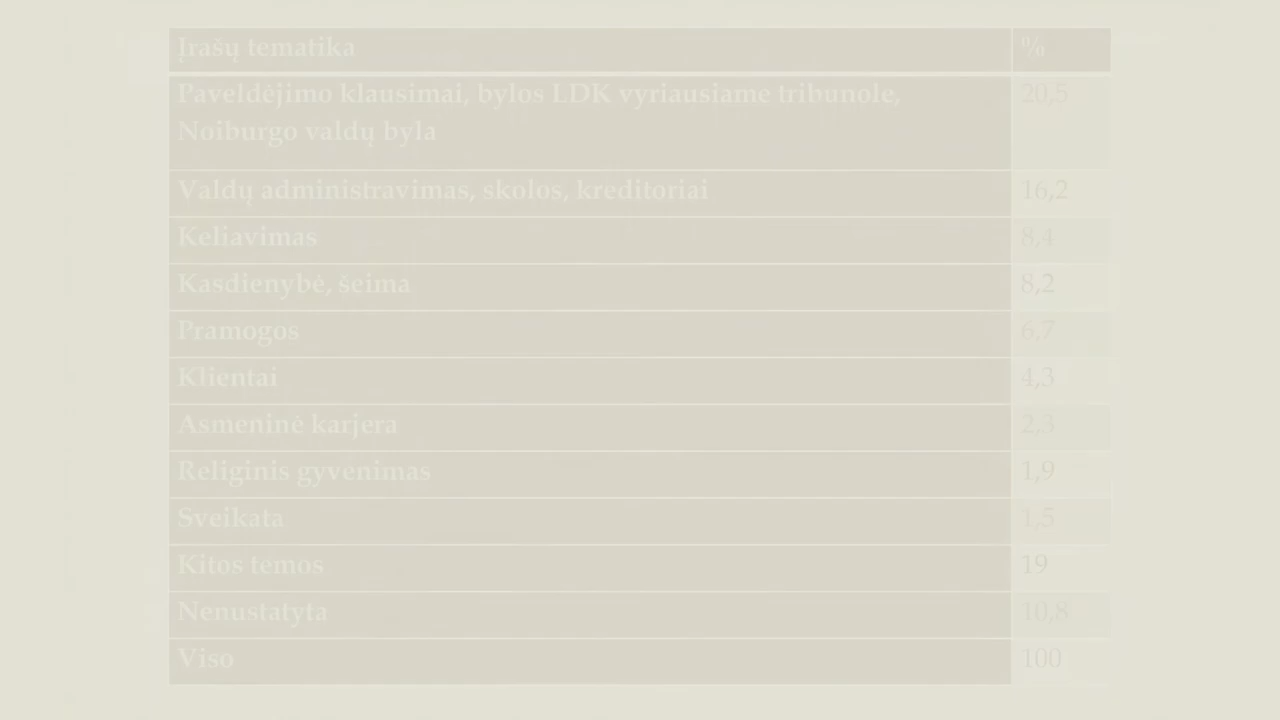 Įrašų tematika %
Paveldėjimo klausimai, bylos LDK vyriausiame tribunole, 20,5
Noiburgo valdų byla
Valdų administravimas, skolos, kreditoriai 16,2
Keliavimas 8,4
Kasdienybė, šeima 8,2
Pramogos 6,7
Klientai 4,3
Asmeninė karjera 2,3
Religinis gyvenimas 1,9
Sveikata 1,5
Kitos temos 19
Nenustatyta 10,8
Viso 100